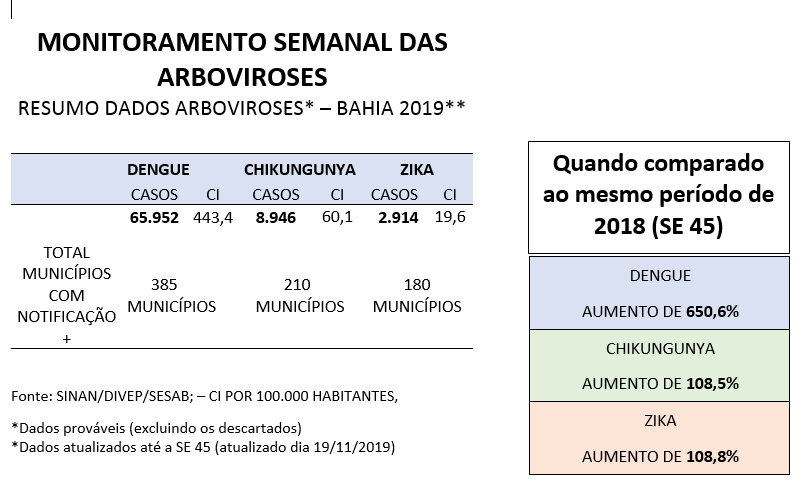 MONITORAMENTO SEMANAL DAS
ARBOVIROSES
RESUMO DADOS ARBOVIROSES* – BAHIA 2019**
DENGUE CHIKUNGUNYA ZIKA
CASOS CI CASOS CI CASOS CI
65.952 443,4 8.946 60,1 2.914 19,6
TOTAL
MUNICÍPIOS
COM
NOTIFICAÇÃO
+
385
MUNICÍPIOS
210
MUNICÍPIOS
180
MUNICÍPIOS
Fonte: SINAN/DIVEP/SESAB; – CI POR 100.000 HABITANTES,
*Dados prováveis (excluindo os descartados)
*Dados atualizados até a SE 45 (atualizado dia 19/11/2019)
Quando comparado
ao mesmo período de
2018 (SE 45)
DENGUE
AUMENTO DE 650,6%
CHIKUNGUNYA
AUMENTO DE 108,5%
ZIKA
AUMENTO DE 108,8%